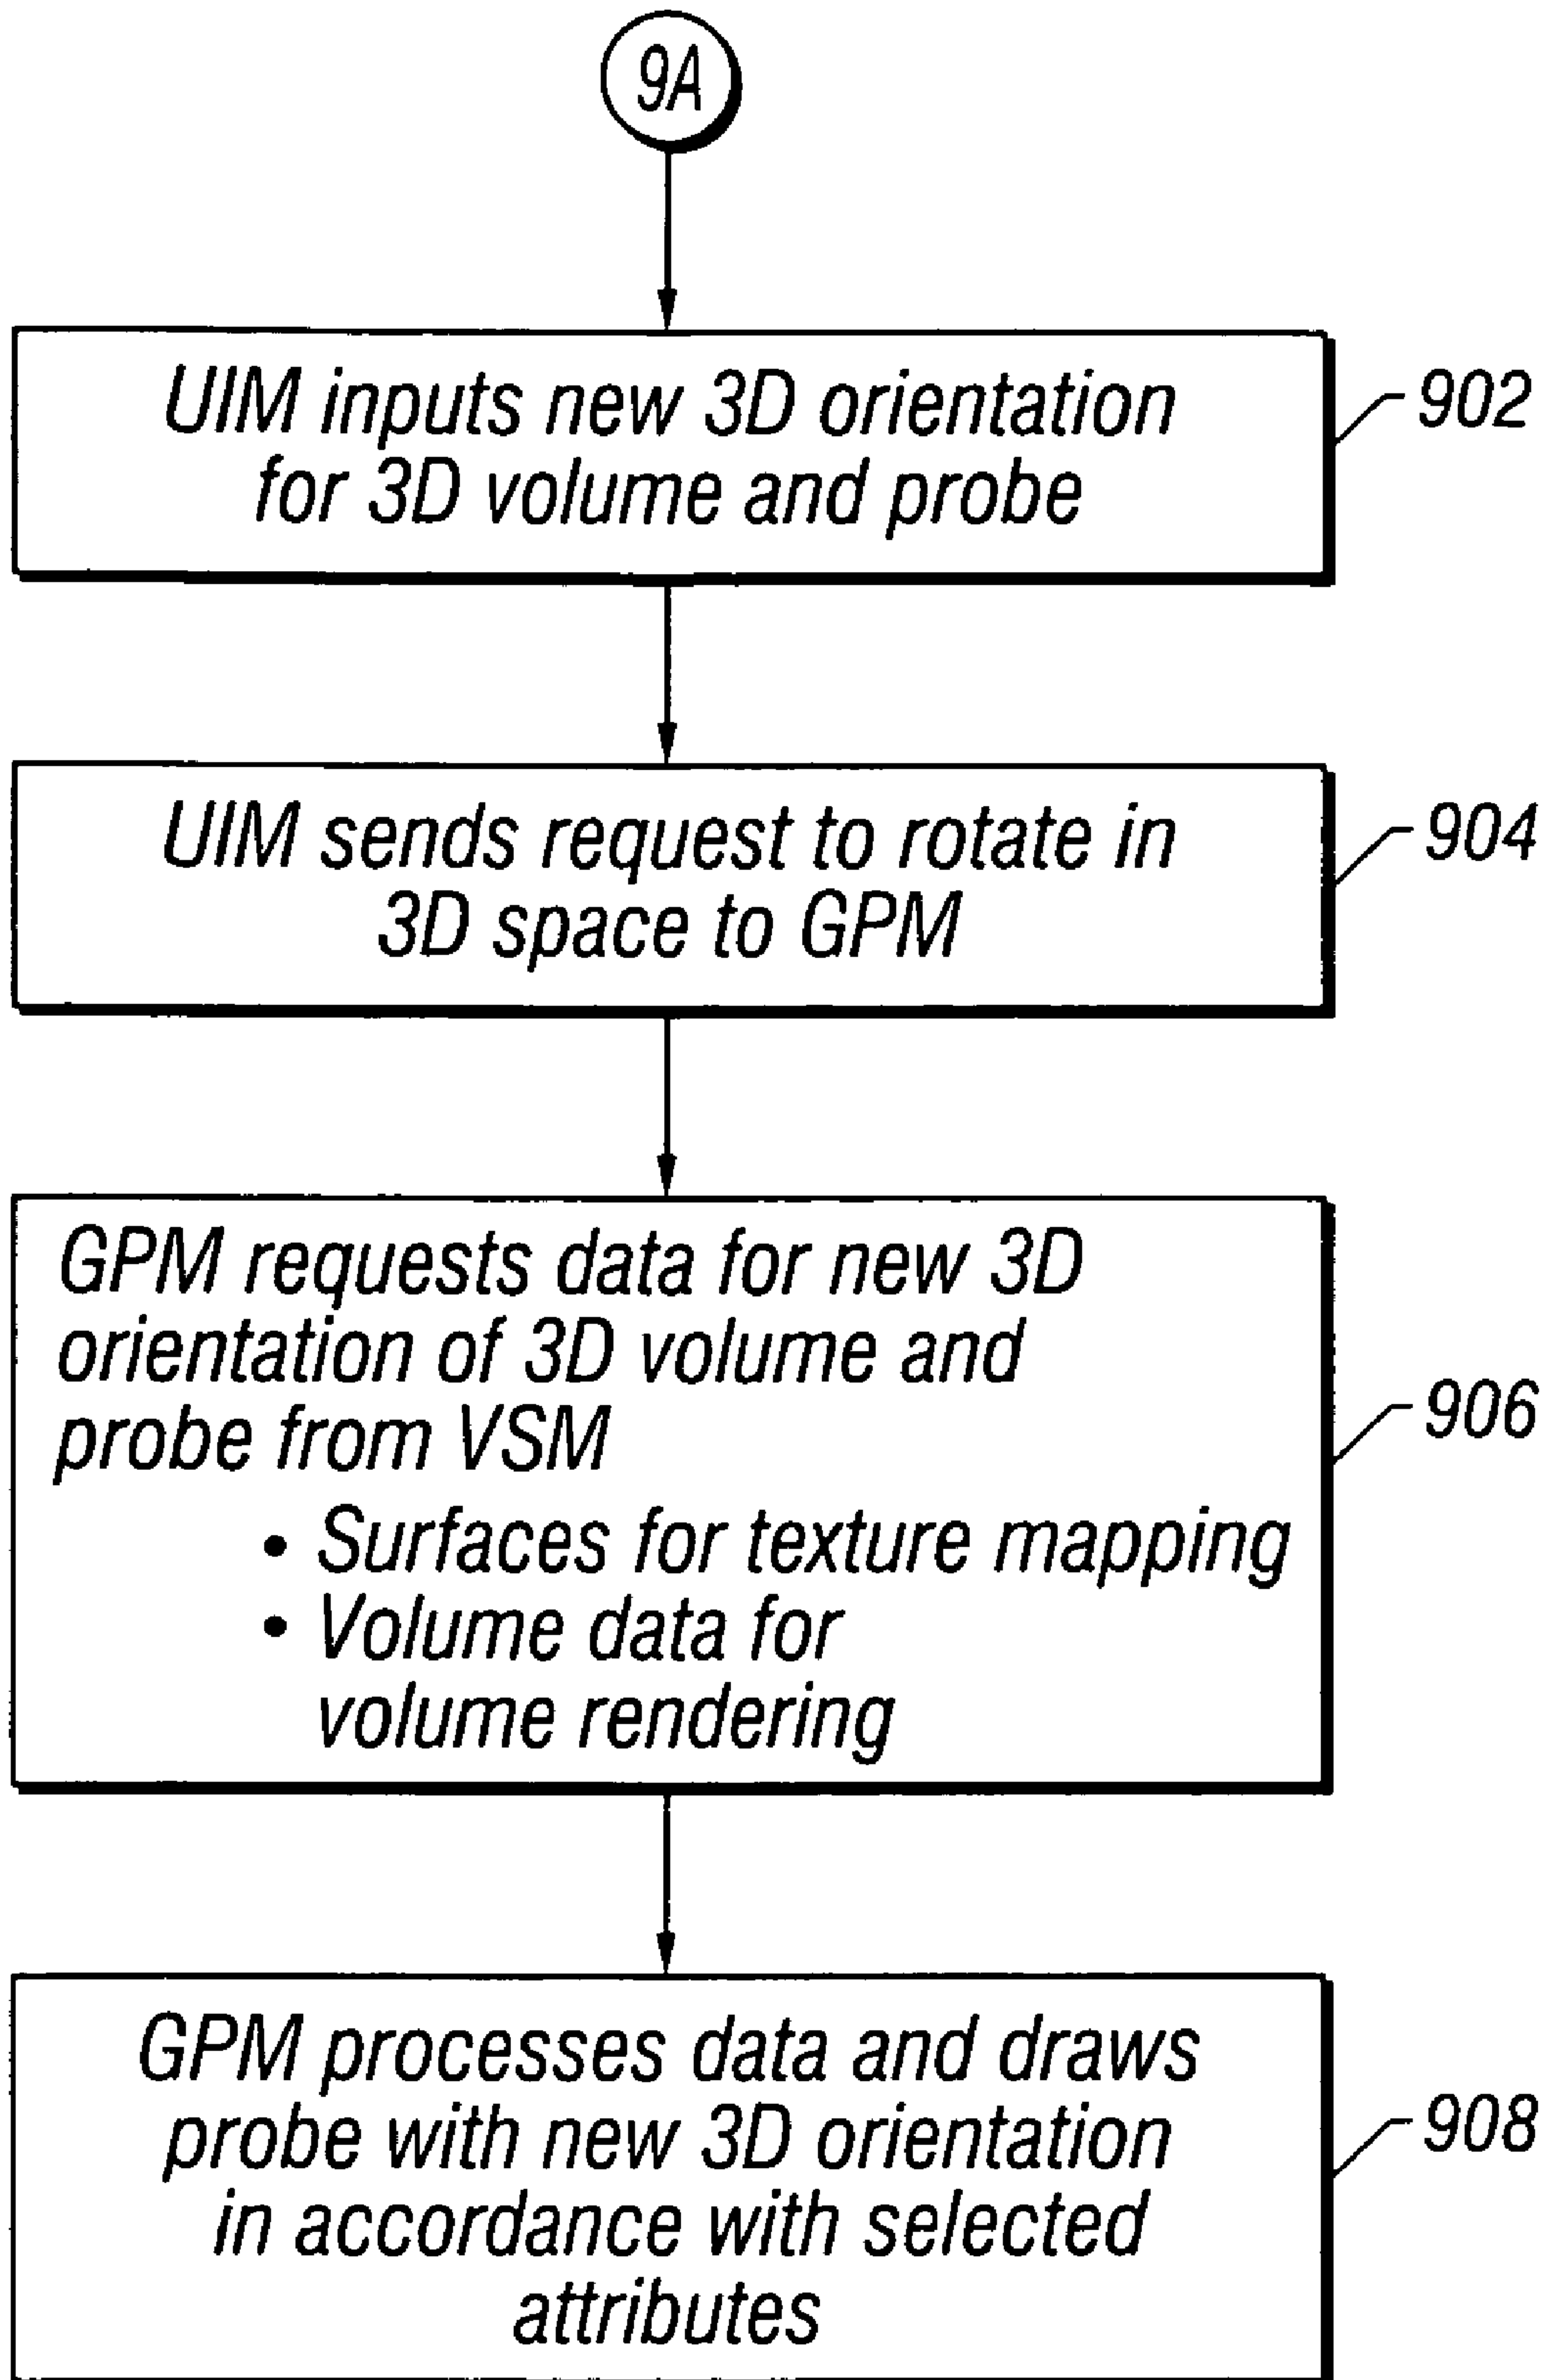 9A
UIM inputs new 3D orientation
for 3D volume and probe
902
UIM sends request to rotate in
3D space to GPM
904
GPM requests data for new 3D
orientation of 3D volume and
probe from VSM
• Surfaces for texture mapping
• Volume data for
volume rendering
906
GPM processes data and draws
probe with new 3D orientation
in accordance with selected
attributes
908